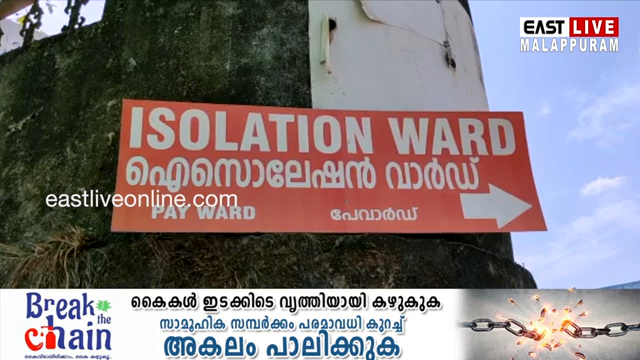 EAST LIVE
MALAPPURAM
ISOLATION WARD
ഐസൊലേഷൻ വാർഡ്
eastliveonline.com
PAY WARD പേവാർഡ്
Break the chain
കൈകൾ ഇടക്കിടെ വൃത്തിയായി കഴുകുക
സാമൂഹിക സമ്പർക്കം പരമാവധി കുറച്ച്
അകലം പാലിക്കുക